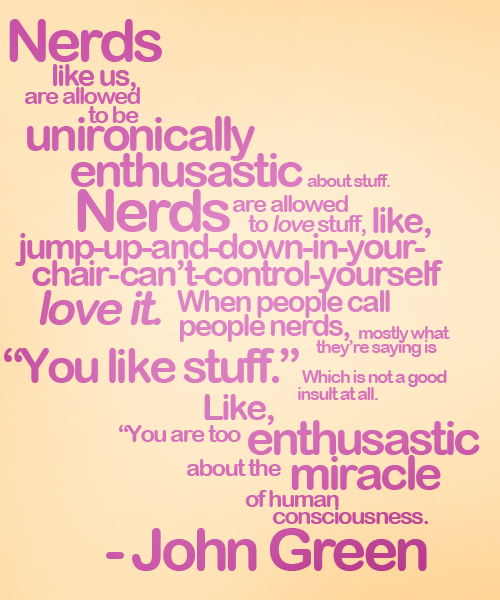 Nerds
like us,
are allowed
to be
unironically
enthusastic about stuff.
Nerds are allowed
to love stuff, like,
jump-up-and-down-in-your-
chair-can't-control-yourself
love it. When people call
people nerds, mostly what
they're saying is
“You like stuff.” Which is not a good
insult at all.
Like,
“You are too enthusastic
about the miracle
of human
consciousness.
- John Green